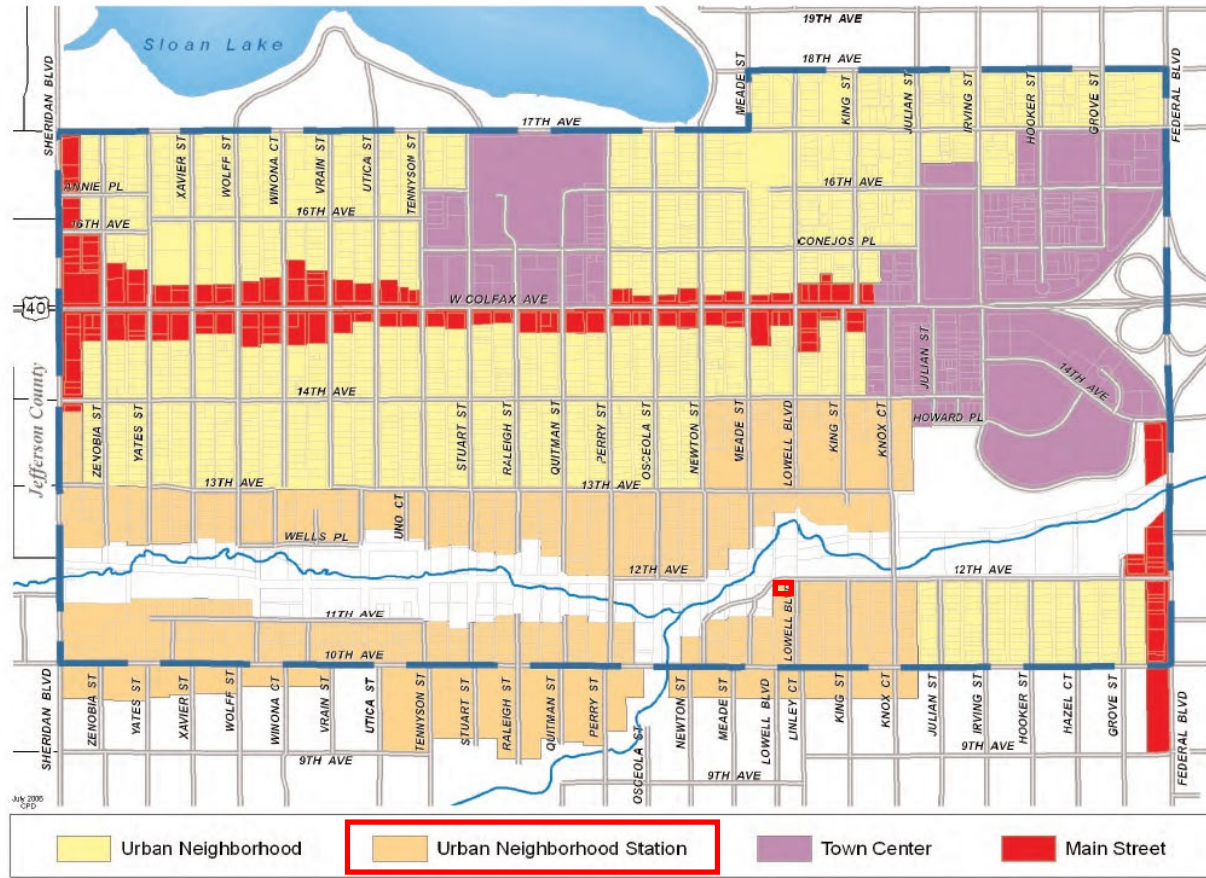 19TH AVE
Sloan Lake
18TH AVE
SHERIDAN BLVD
MEADE ST
KING ST
JULIAN ST
IRVING ST
HOOKER ST
GROVE ST
FEDERAL BLVD
17TH AVE
ANNIE PL
XAVIER ST
WOLFF ST
WINONA CT
VRAIN ST
UTICA ST
TENNYSON ST
16TH AVE
16TH AVE
16TH AVE
CONEJOS PL
W COLFAX AVE
40
JULIAN ST
14TH AVE
14TH AVE
HOWARD PL
Jefferson County
ZENOBIA ST
YATES ST
STUART ST
RALEIGH ST
QUITMAN ST
PERRY ST
OSCEOLA ST
NEWTON ST
MEADE ST
LOWELL BLVD
KING ST
KNOX CT
13TH AVE
13TH AVE
UNO CT
WELLS PL
12TH AVE
12TH AVE
11TH AVE
LOWELL BLVD
10TH AVE
SHERIDAN BLVD
ZENOBIA ST
YATES ST
XAVIER ST
WOLFF ST
WINONA CT
VRAIN ST
UTICA ST
TENNYSON ST
STUART ST
RALEIGH ST
QUITMAN ST
PERRY ST
OSCEOLA ST
NEWTON ST
MEADE ST
LOWELL BLVD
LINLEY CT
KING ST
KNOX CT
JULIAN ST
IRVING ST
HOOKER ST
HAZEL CT
GROVE ST
FEDERAL BLVD
9TH AVE
9TH AVE
9TH AVE
CPD
Urban Neighborhood
Urban Neighborhood Station
Town Center
Main Street